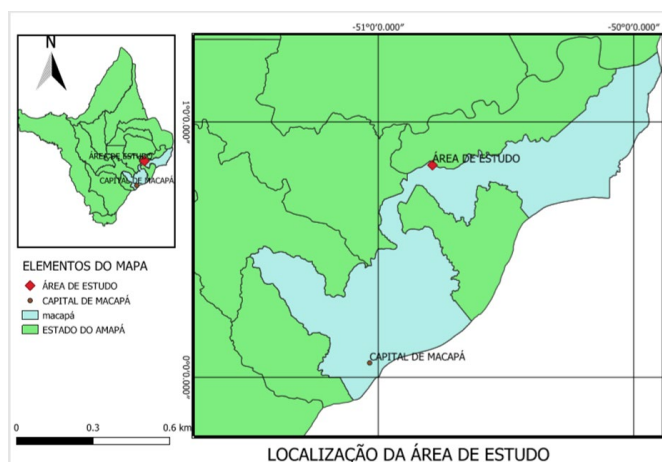 N
ÁREA DE ESTUDO
CAPITAL DE MACAPÁ
-51°0'0.000"
-50°0'0.000"
1°0'0.000"
0°0'0.000"
ÁREA DE ESTUDO
CAPITAL DE MACAPÁ
ELEMENTOS DO MAPA
ÁREA DE ESTUDO
CAPITAL DE MACAPÁ
macapá
ESTADO DO AMAPÁ
0 0.3 0.6 km
LOCALIZAÇÃO DA ÁREA DE ESTUDO